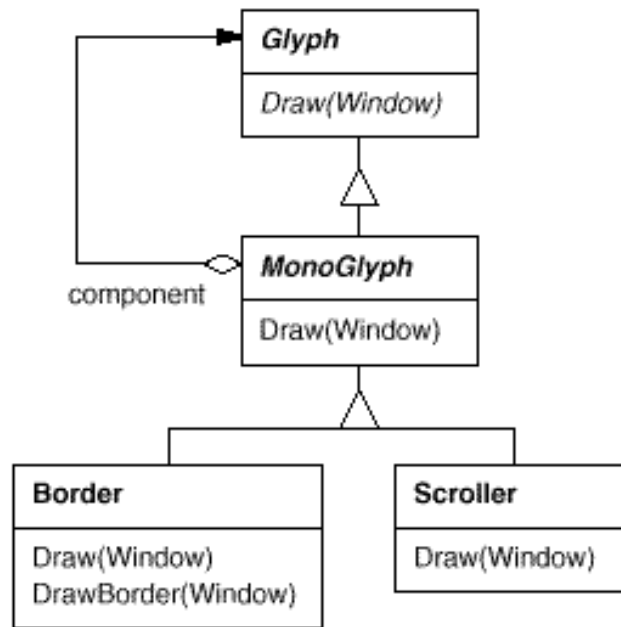 Glyph
Draw(Window)
MonoGlyph
component
Draw(Window)
Border
Draw(Window)
DrawBorder(Window)
Scroller
Draw(Window)